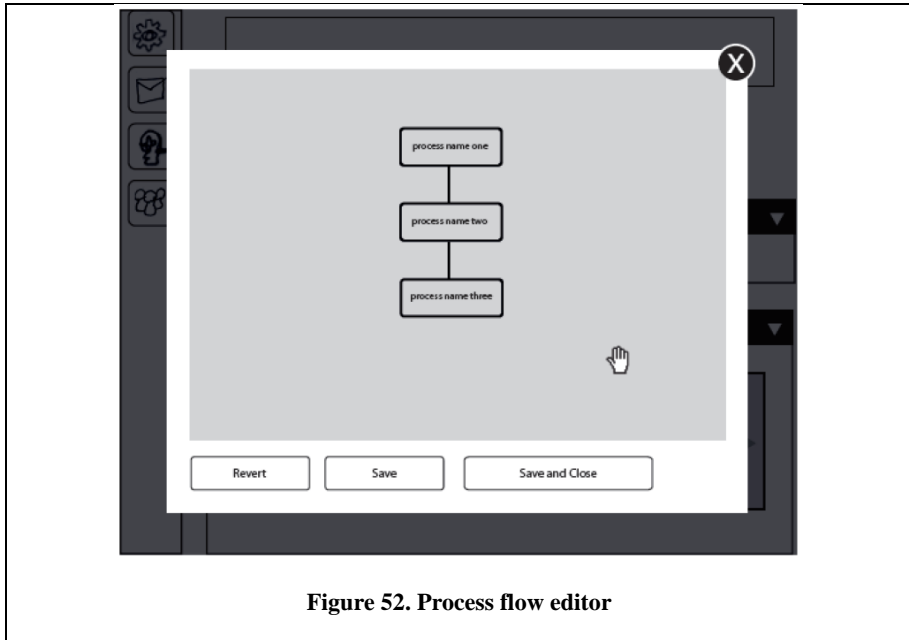 X
process name one
process name two
process name three
Revert
Save
Save and Close
Figure 52. Process flow editor